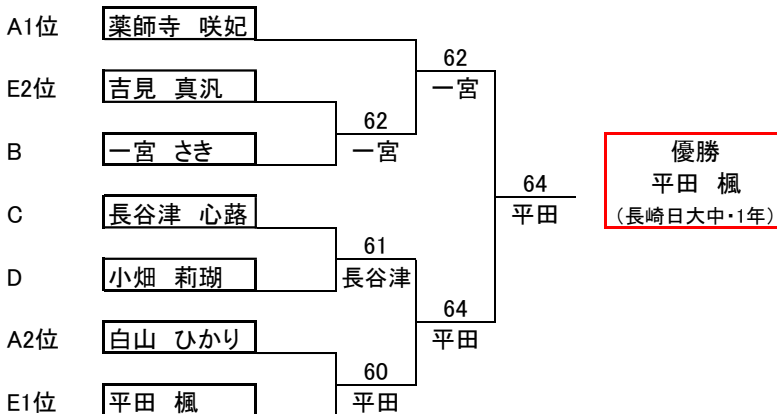 A1位 薬師寺 咲妃
62
一宮
E2位 吉見 真汎
62
一宮
B 一宮 さき
優勝
平田 楓
(長崎日大中・1年)
64
平田
C 長谷津 心蕗
61
長谷津
D 小畑 莉瑚
64
平田
A2位 白山 ひかり
60
平田
E1位 平田 楓